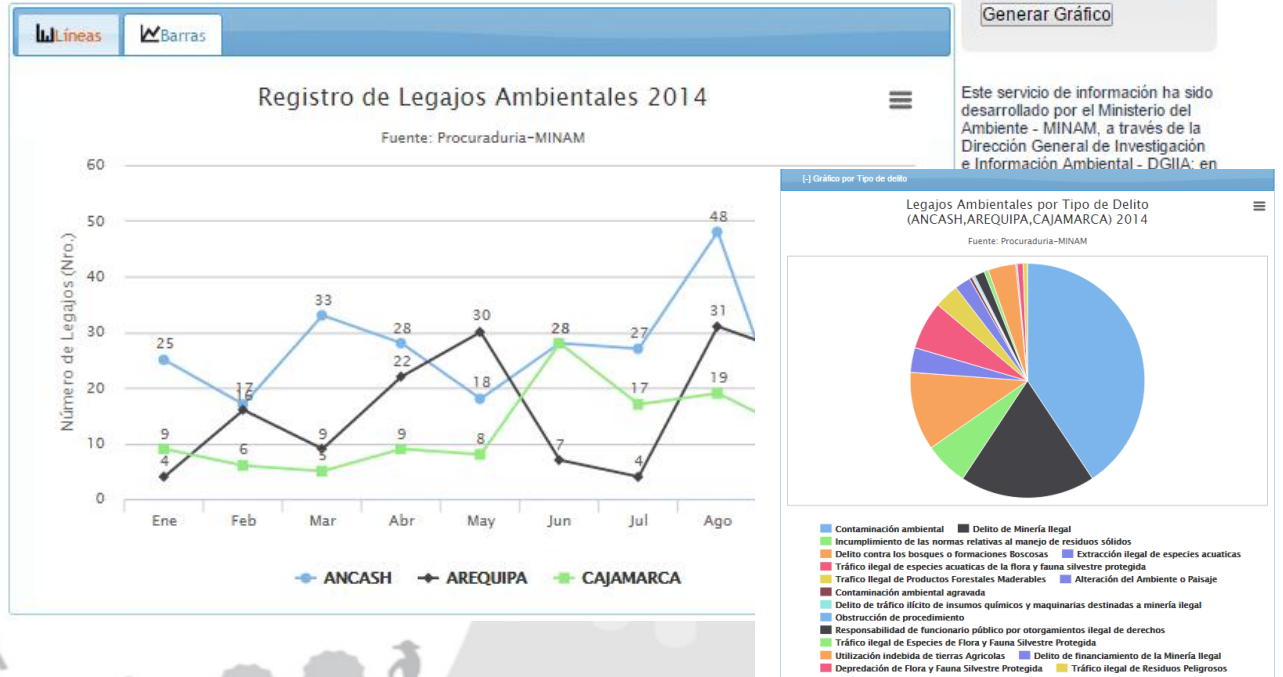 Líneas
Barras
Registro de Legajos Ambientales 2014
Fuente: Procuraduria-MINAM
Número de Legajos (Nro.)
60
50
40
30
20
10
0
25
17
33
28
18
28
27
48
4
16
9
22
30
7
4
31
9
6
5
9
8
17
19
Ene Feb Mar Abr May Jun Jul Ago
ANCASH AREQUIPA CAJAMARCA
Generar Gráfico
Este servicio de información ha sido
desarrollado por el Ministerio del
Ambiente - MINAM, a través de la
Dirección General de Investigación
e Información Ambiental - DGIIA; en
[-] Gráfico por Tipo de delito
Legajos Ambientales por Tipo de Delito
(ANCASH,AREQUIPA,CAJAMARCA) 2014
Fuente: Procuraduria-MINAM
Contaminación ambiental Delito de Minería Ilegal
Incumplimiento de las normas relativas al manejo de residuos sólidos
Delito contra los bosques o formaciones Boscosas Extracción ilegal de especies acuaticas
Tráfico ilegal de especies acuaticas de la flora y fauna silvestre protegida
Trafico Ilegal de Productos Forestales Maderables Alteración del Ambiente o Paisaje
Contaminación ambiental agravada
Delito de tráfico ilícito de insumos químicos y maquinarias destinadas a minería ilegal
Obstrucción de procedimiento
Responsabilidad de funcionario público por otorgamientos ilegal de derechos
Tráfico ilegal de Especies de Flora y Fauna Silvestre Protegida
Utilización indebida de tierras Agricolas Delito de financiamiento de la Minería Ilegal
Depredación de Flora y Fauna Silvestre Protegida Tráfico ilegal de Residuos Peligrosos